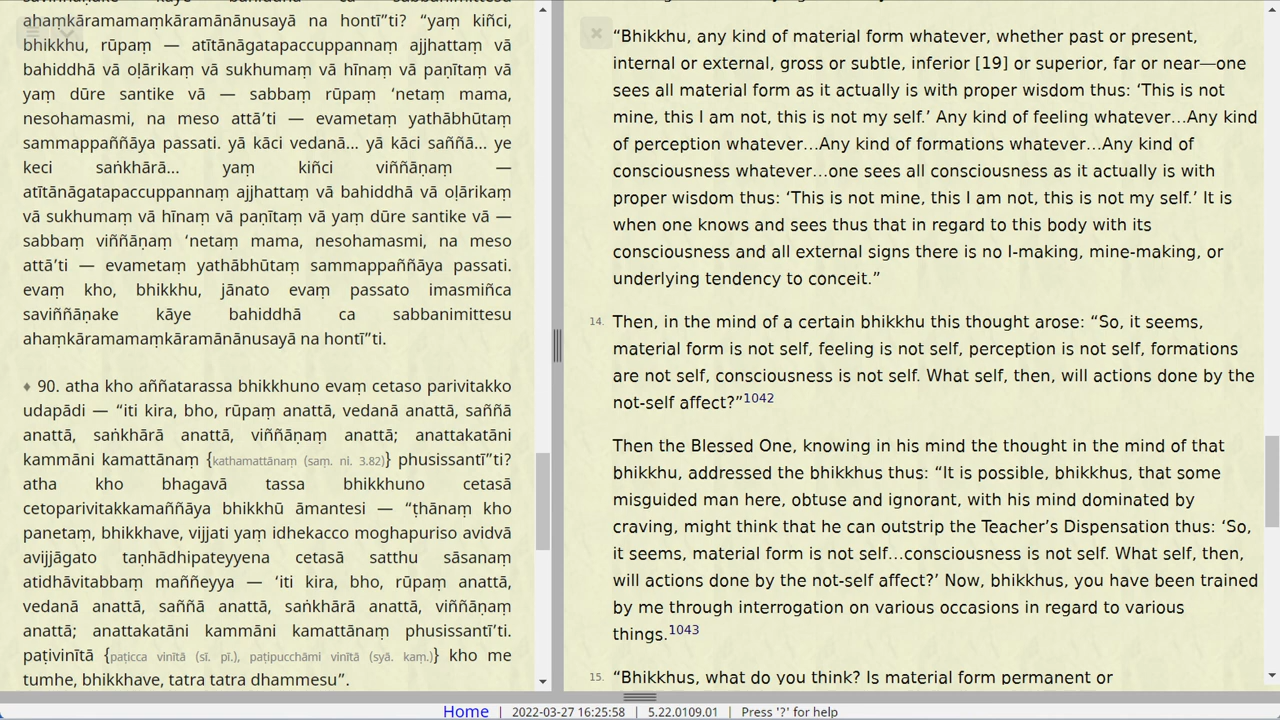 ahaṃkāramamaṃkāramānānusayā na hontī”ti? “yaṃ kiñci,
bhikkhu, rūpaṃ — atītānāgatapaccuppannaṃ ajjhattaṃ vā
bahiddhā vā oḷārikaṃ vā sukhumaṃ vā hīnaṃ vā paṇītaṃ vā
yaṃ dūre santike vā — sabbaṃ rūpaṃ ‘netaṃ mama,
nesohamasmi, na meso attā’ti — evametaṃ yathābhūtaṃ
sammappaññāya passati. yā kāci vedanā... yā kāci saññā... ye
keci saṅkhārā... yaṃ kiñci viññāṇaṃ —
atītānāgatapaccuppannaṃ ajjhattaṃ vā bahiddhā vā oḷārikaṃ
vā sukhumaṃ vā hīnaṃ vā paṇītaṃ vā yaṃ dūre santike vā —
sabbaṃ viññāṇaṃ ‘netaṃ mama, nesohamasmi, na meso
attā’ti — evametaṃ yathābhūtaṃ sammappaññāya passati.
evaṃ kho, bhikkhu, jānato evaṃ passato imasmiñca
saviññāṇake kāye bahiddhā ca sabbanimittesu
ahaṃkāramamaṃkāramānānusayā na hontī”ti.
♦ 90. atha kho aññatarassa bhikkhuno evaṃ cetaso parivitakko
udapādi — “iti kira, bho, rūpaṃ anattā, vedanā anattā, saññā
anattā, saṅkhārā anattā, viññāṇaṃ anattā; anattakatāni
kammāni kamattānaṃ {kathamattānaṃ (saṃ. ni. 3.82)} phusissantī”ti?
atha kho bhagavā tassa bhikkhuno cetasā
cetoparivitakkamaññāya bhikkhū āmantesi — “ṭhānaṃ kho
panetaṃ, bhikkhave, vijjati yaṃ idhekacco moghapuriso avidvā
avijjāgato taṇhādhipateyyena cetasā satthu sāsanaṃ
atidhāvitabbaṃ maññeyya — ‘iti kira, bho, rūpaṃ anattā,
vedanā anattā, saññā anattā, saṅkhārā anattā, viññāṇaṃ
anattā; anattakatāni kammāni kamattānaṃ phusissantī’ti.
paṭivinītā {paṭicca vinītā (sī. pī.), paṭipucchāmi vinītā (syā. kaṃ.)} kho me
tumhe, bhikkhave, tatra tatra dhammesu”.
“Bhikkhu, any kind of material form whatever, whether past or present,
internal or external, gross or subtle, inferior [19] or superior, far or near—one
sees all material form as it actually is with proper wisdom thus: ‘This is not
mine, this I am not, this is not my self.’ Any kind of feeling whatever…Any kind
of perception whatever…Any kind of formations whatever…Any kind of
consciousness whatever…one sees all consciousness as it actually is with
proper wisdom thus: ‘This is not mine, this I am not, this is not my self.’ It is
when one knows and sees thus that in regard to this body with its
consciousness and all external signs there is no I-making, mine-making, or
underlying tendency to conceit.”
14. Then, in the mind of a certain bhikkhu this thought arose: “So, it seems,
material form is not self, feeling is not self, perception is not self, formations
are not self, consciousness is not self. What self, then, will actions done by the
not-self affect?”1042
Then the Blessed One, knowing in his mind the thought in the mind of that
bhikkhu, addressed the bhikkhus thus: “It is possible, bhikkhus, that some
misguided man here, obtuse and ignorant, with his mind dominated by
craving, might think that he can outstrip the Teacher’s Dispensation thus: ‘So,
it seems, material form is not self…consciousness is not self. What self, then,
will actions done by the not-self affect?’ Now, bhikkhus, you have been trained
by me through interrogation on various occasions in regard to various
things.1043
15. “Bhikkhus, what do you think? Is material form permanent or
Home | 2022-03-27 16:25:58 | 5.22.0109.01 | Press '?' for help